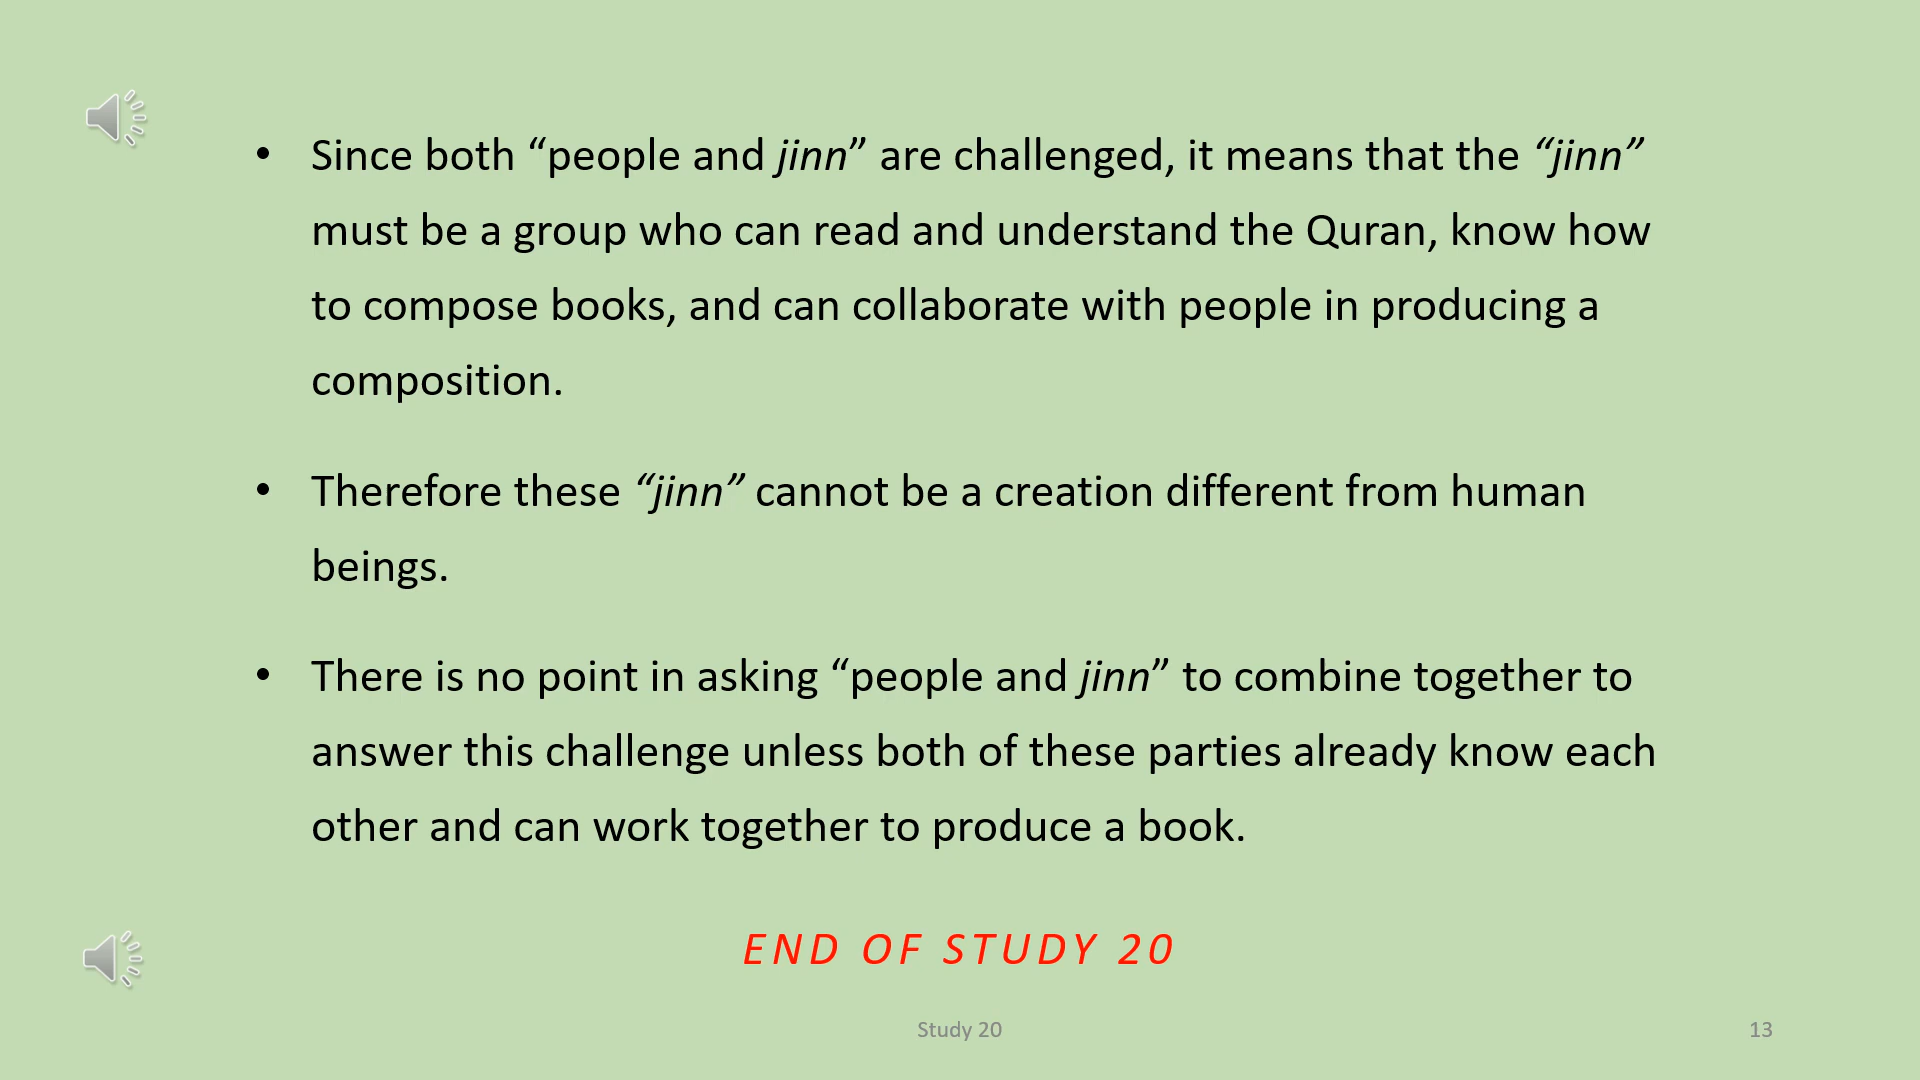 • Since both “people and jinn” are challenged, it means that the “jinn”
must be a group who can read and understand the Quran, know how
to compose books, and can collaborate with people in producing a
composition.
• Therefore these “jinn” cannot be a creation different from human
beings.
• There is no point in asking “people and jinn” to combine together to
answer this challenge unless both of these parties already know each
other and can work together to produce a book.
END OF STUDY 20
Study 20
13